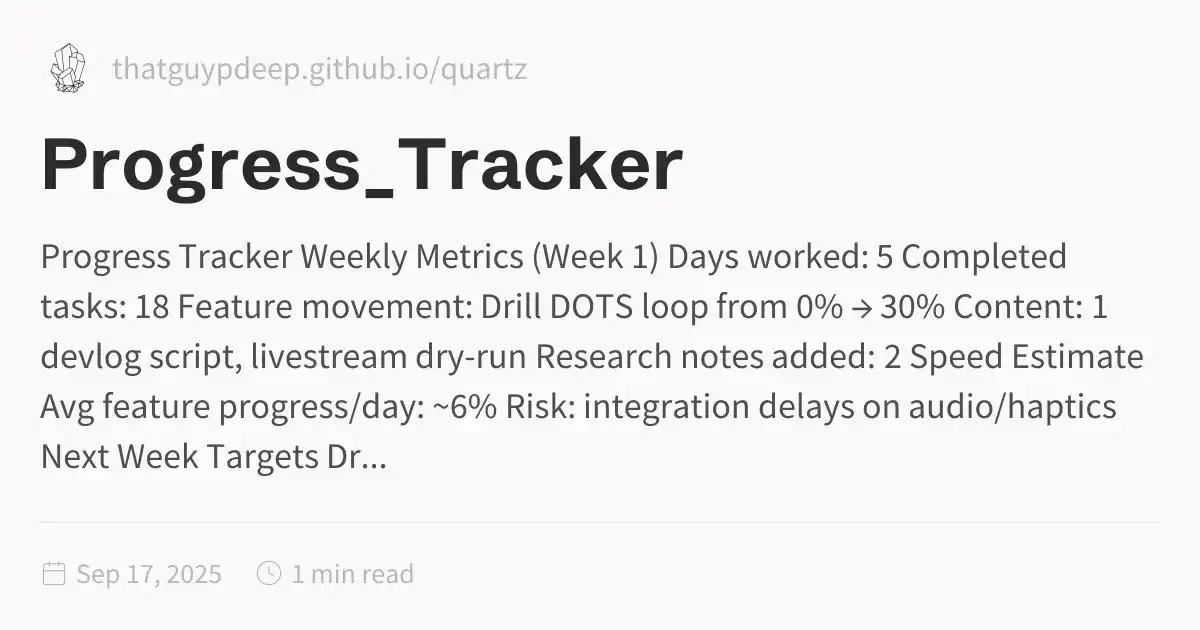 thatguypdeep.github.io/quartz
Progress_Tracker
Progress Tracker Weekly Metrics (Week 1) Days worked: 5 Completed
tasks: 18 Feature movement: Drill DOTS loop from 0% → 30% Content: 1
devlog script, livestream dry-run Research notes added: 2 Speed Estimate
Avg feature progress/day: ~6% Risk: integration delays on audio/haptics
Next Week Targets Dr...
Sep 17, 2025 1 min read